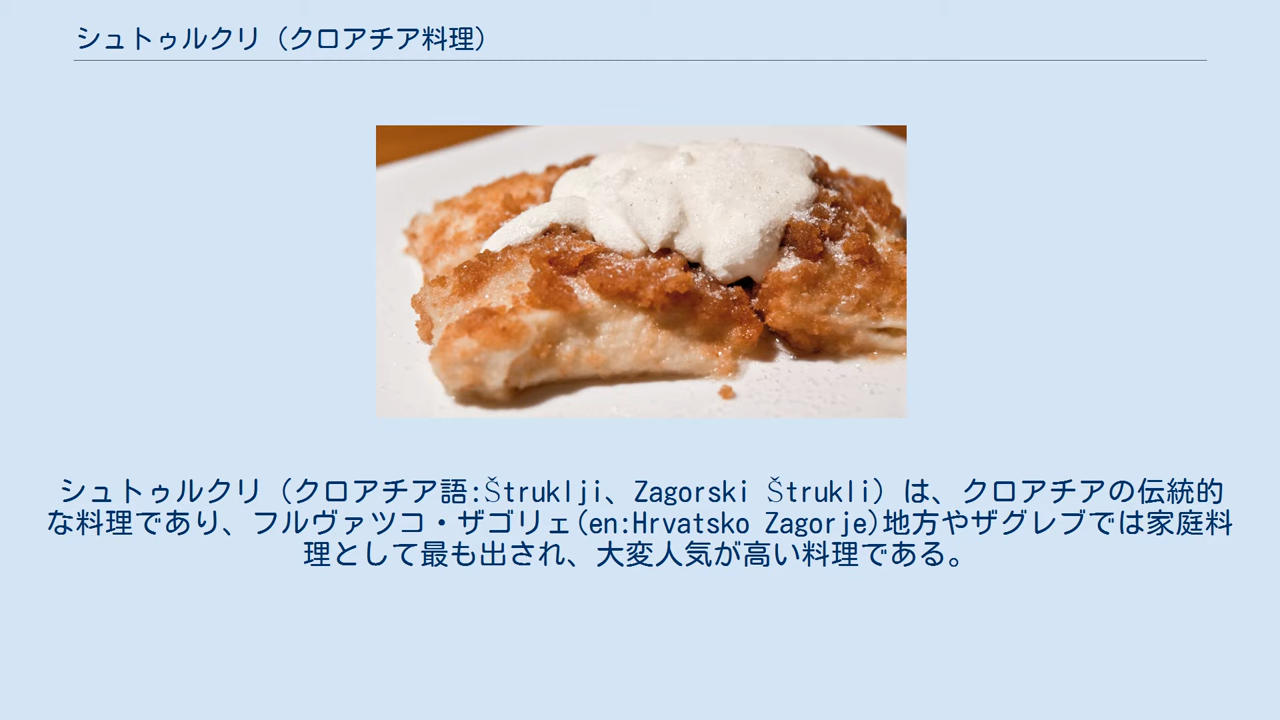 シュトゥルクリ（クロアチア料理）
シュトゥルクリ（クロアチア語:Štruklji、Zagorski Štrukli）は、クロアチアの伝統的
な料理であり、フルヴァツコ・ザゴリェ(en:Hrvatsko Zagorje)地方やザグレブでは家庭料
理として最も出され、大変人気が高い料理である。